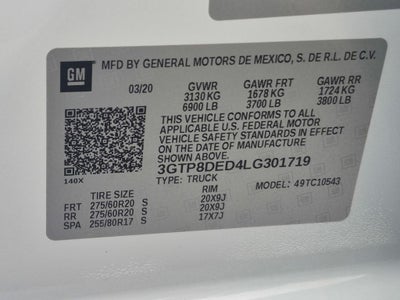 GM MFD BY GENERAL MOTORS DE MEXICO, S. DE R.L. DE C.V.
03/20 GVWR GAWR FRT GAWR RR
3130 KG 1678 KG 1724 KG
6900 LB 3700 LB 3800 LB
THIS VEHICLE CONFORMS TO ALL
APPLICABLE U.S. FEDERAL MOTOR
VEHICLE SAFETY STANDARDS IN EFFECT
ON THE DATE OF MANUFACTURE
SHOWN ABOVE.
3GTP8DED4LG301719
140X TYPE: TRUCK MODEL: 49TC10543
TIRE SIZE RIM
FRT 275/60R20 S 20X9J
RR 275/60R20 S 20X9J
SPA 255/80R17 S 17X7J